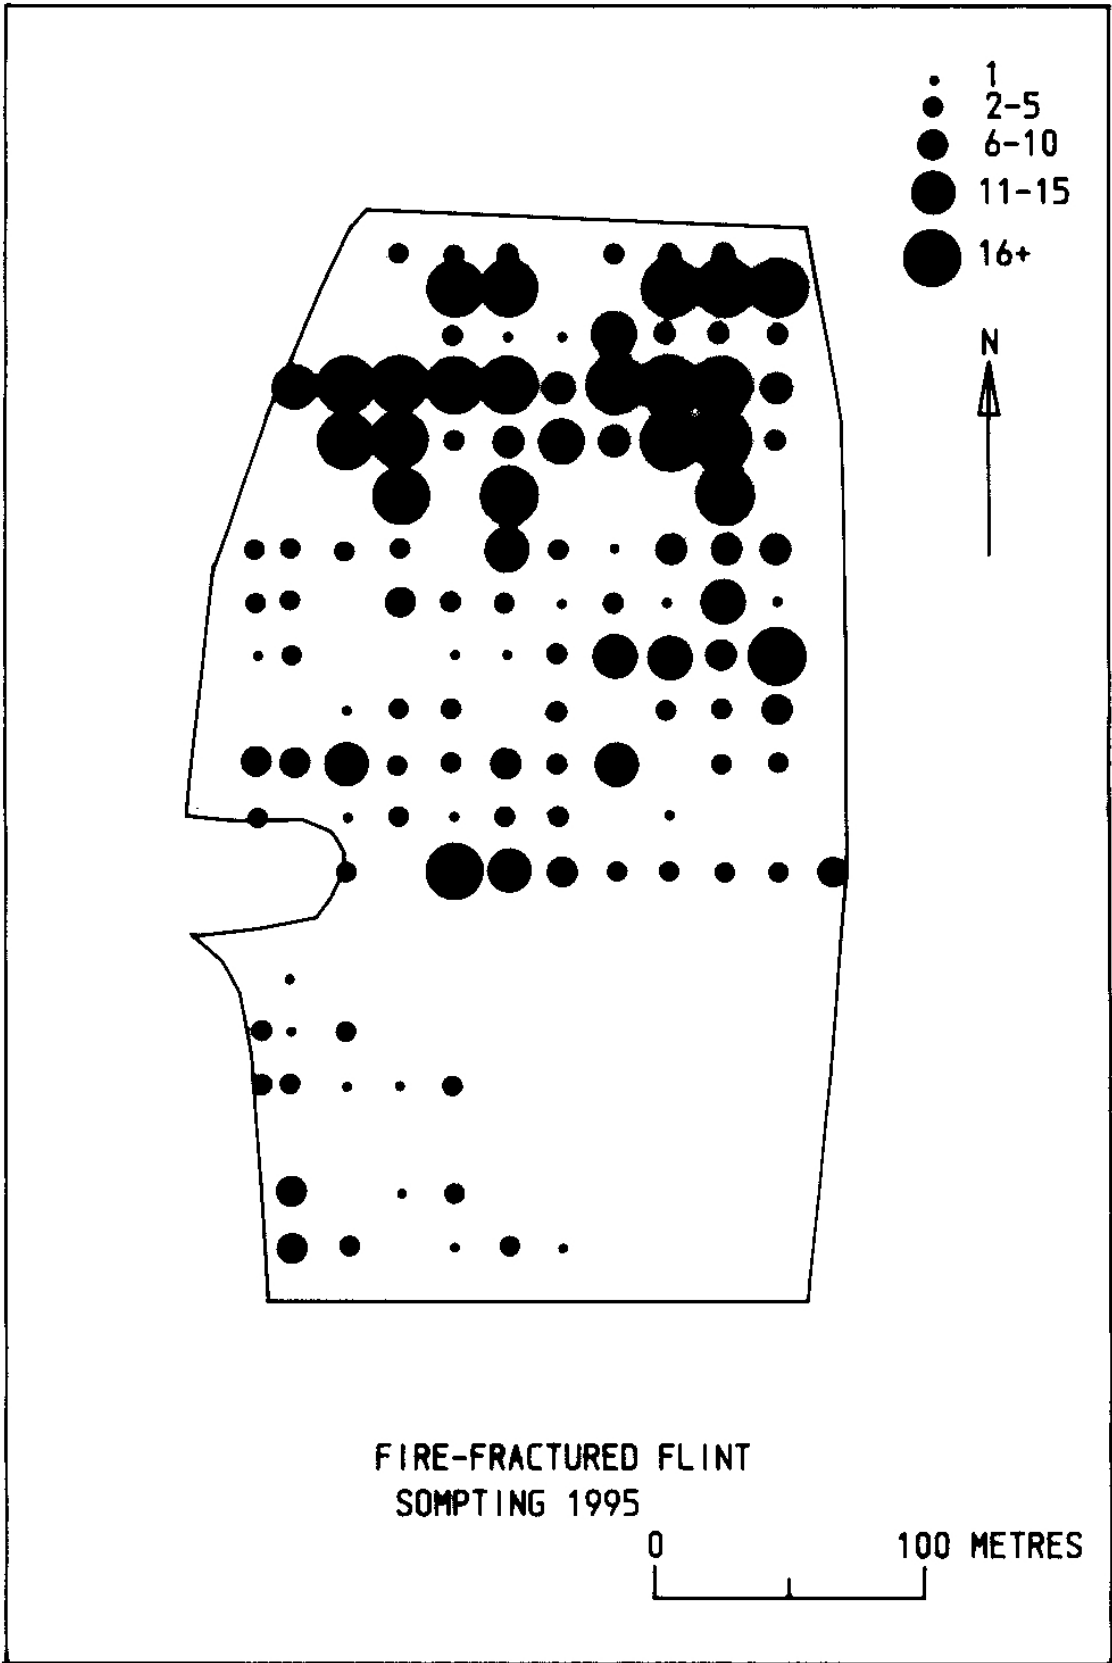 1
2-5
6-10
11-15
16+
N
FIRE-FRACTURED FLINT
SOMPTING 1995
0 100 METRES